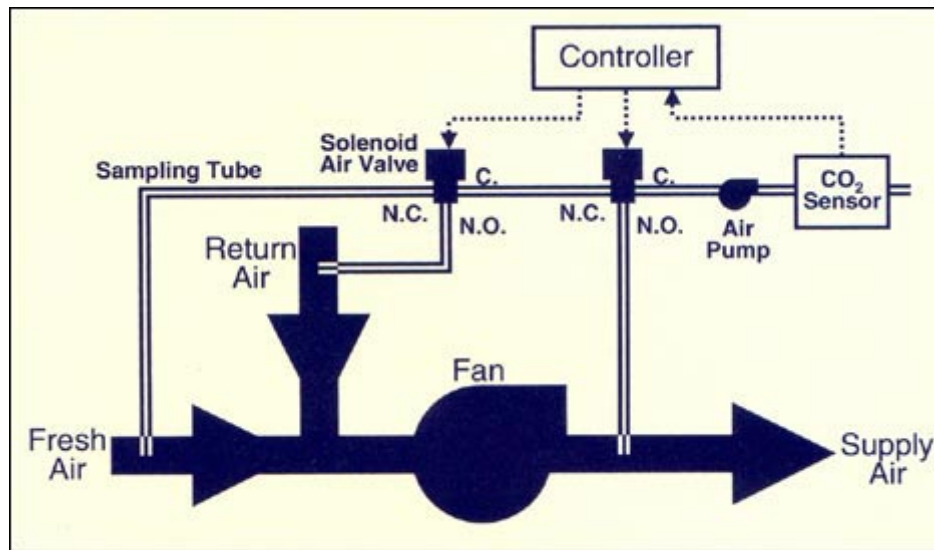 Controller
Solenoid
Air Valve
Sampling Tube
C.
C.
CO₂
Sensor
N.C.
N.O.
N.C.
N.O.
Air
Pump
Return
Air
Fan
Fresh
Air
Supply
Air